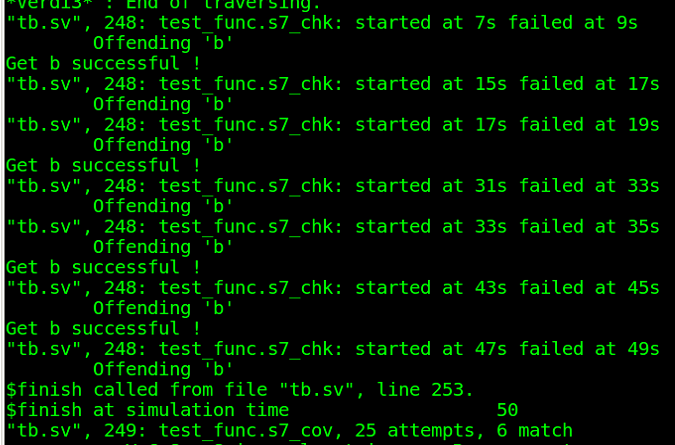 *Verdi3* : End of traversing.
"tb.sv", 248: test_func.s7_chk: started at 7s failed at 9s
Offending 'b'
Get b successful !
"tb.sv", 248: test_func.s7_chk: started at 15s failed at 17s
Offending 'b'
"tb.sv", 248: test_func.s7_chk: started at 17s failed at 19s
Offending 'b'
Get b successful !
"tb.sv", 248: test_func.s7_chk: started at 31s failed at 33s
Offending 'b'
"tb.sv", 248: test_func.s7_chk: started at 33s failed at 35s
Offending 'b'
Get b successful !
"tb.sv", 248: test_func.s7_chk: started at 43s failed at 45s
Offending 'b'
Get b successful !
"tb.sv", 248: test_func.s7_chk: started at 47s failed at 49s
Offending 'b'
$finish called from file "tb.sv", line 253.
$finish at simulation time 50
"tb.sv", 249: test_func.s7_cov, 25 attempts, 6 match